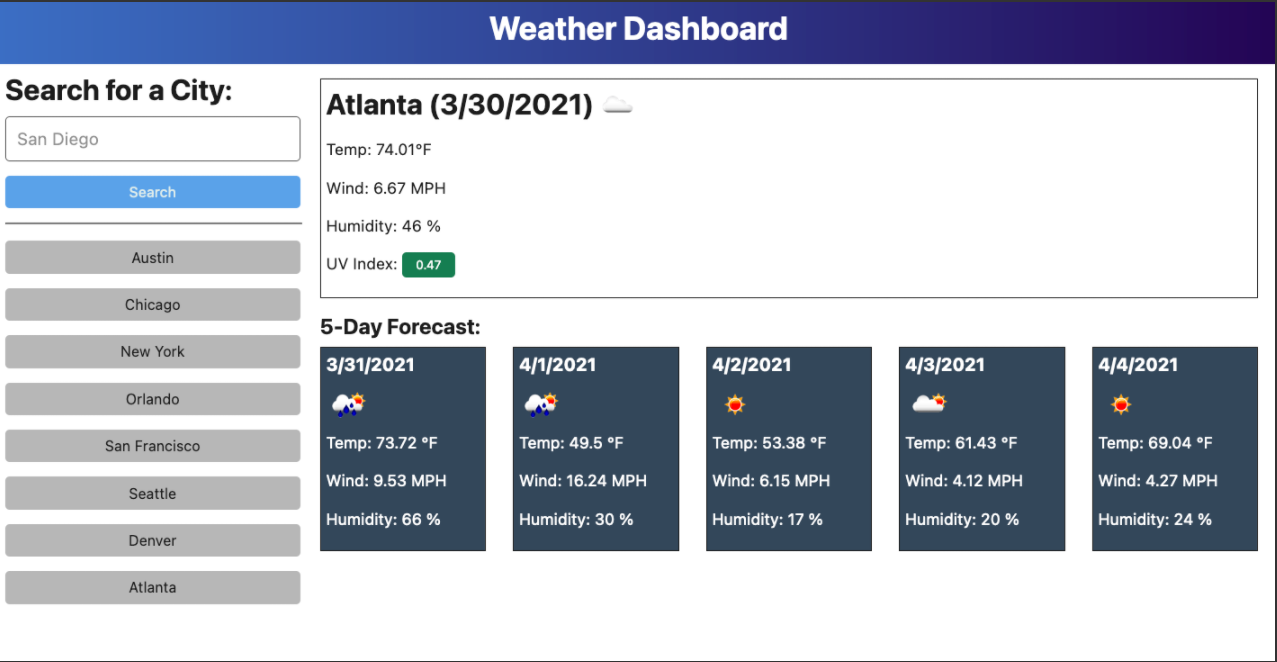 Weather Dashboard
Search for a City:
San Diego
Search
Austin
Chicago
New York
Orlando
San Francisco
Seattle
Denver
Atlanta
Atlanta (3/30/2021)
Temp: 74.01°F
Wind: 6.67 MPH
Humidity: 46 %
UV Index: 0.47
5-Day Forecast:
3/31/2021
Temp: 73.72 °F
Wind: 9.53 MPH
Humidity: 66 %
4/1/2021
Temp: 49.5 °F
Wind: 16.24 MPH
Humidity: 30 %
4/2/2021
Temp: 53.38 °F
Wind: 6.15 MPH
Humidity: 17 %
4/3/2021
Temp: 61.43 °F
Wind: 4.12 MPH
Humidity: 20 %
4/4/2021
Temp: 69.04 °F
Wind: 4.27 MPH
Humidity: 24 %